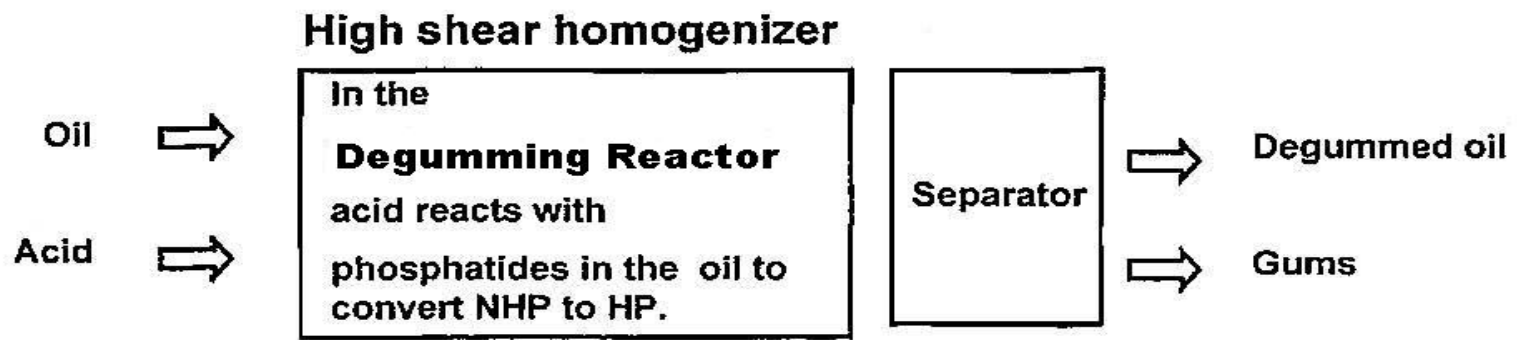 High shear homogenizer
In the
Oil
Degumming Reactor
Degummed oil
Separator
acid reacts with
Acid
phosphatides in the oil to
Gums
convert NHP to HP.